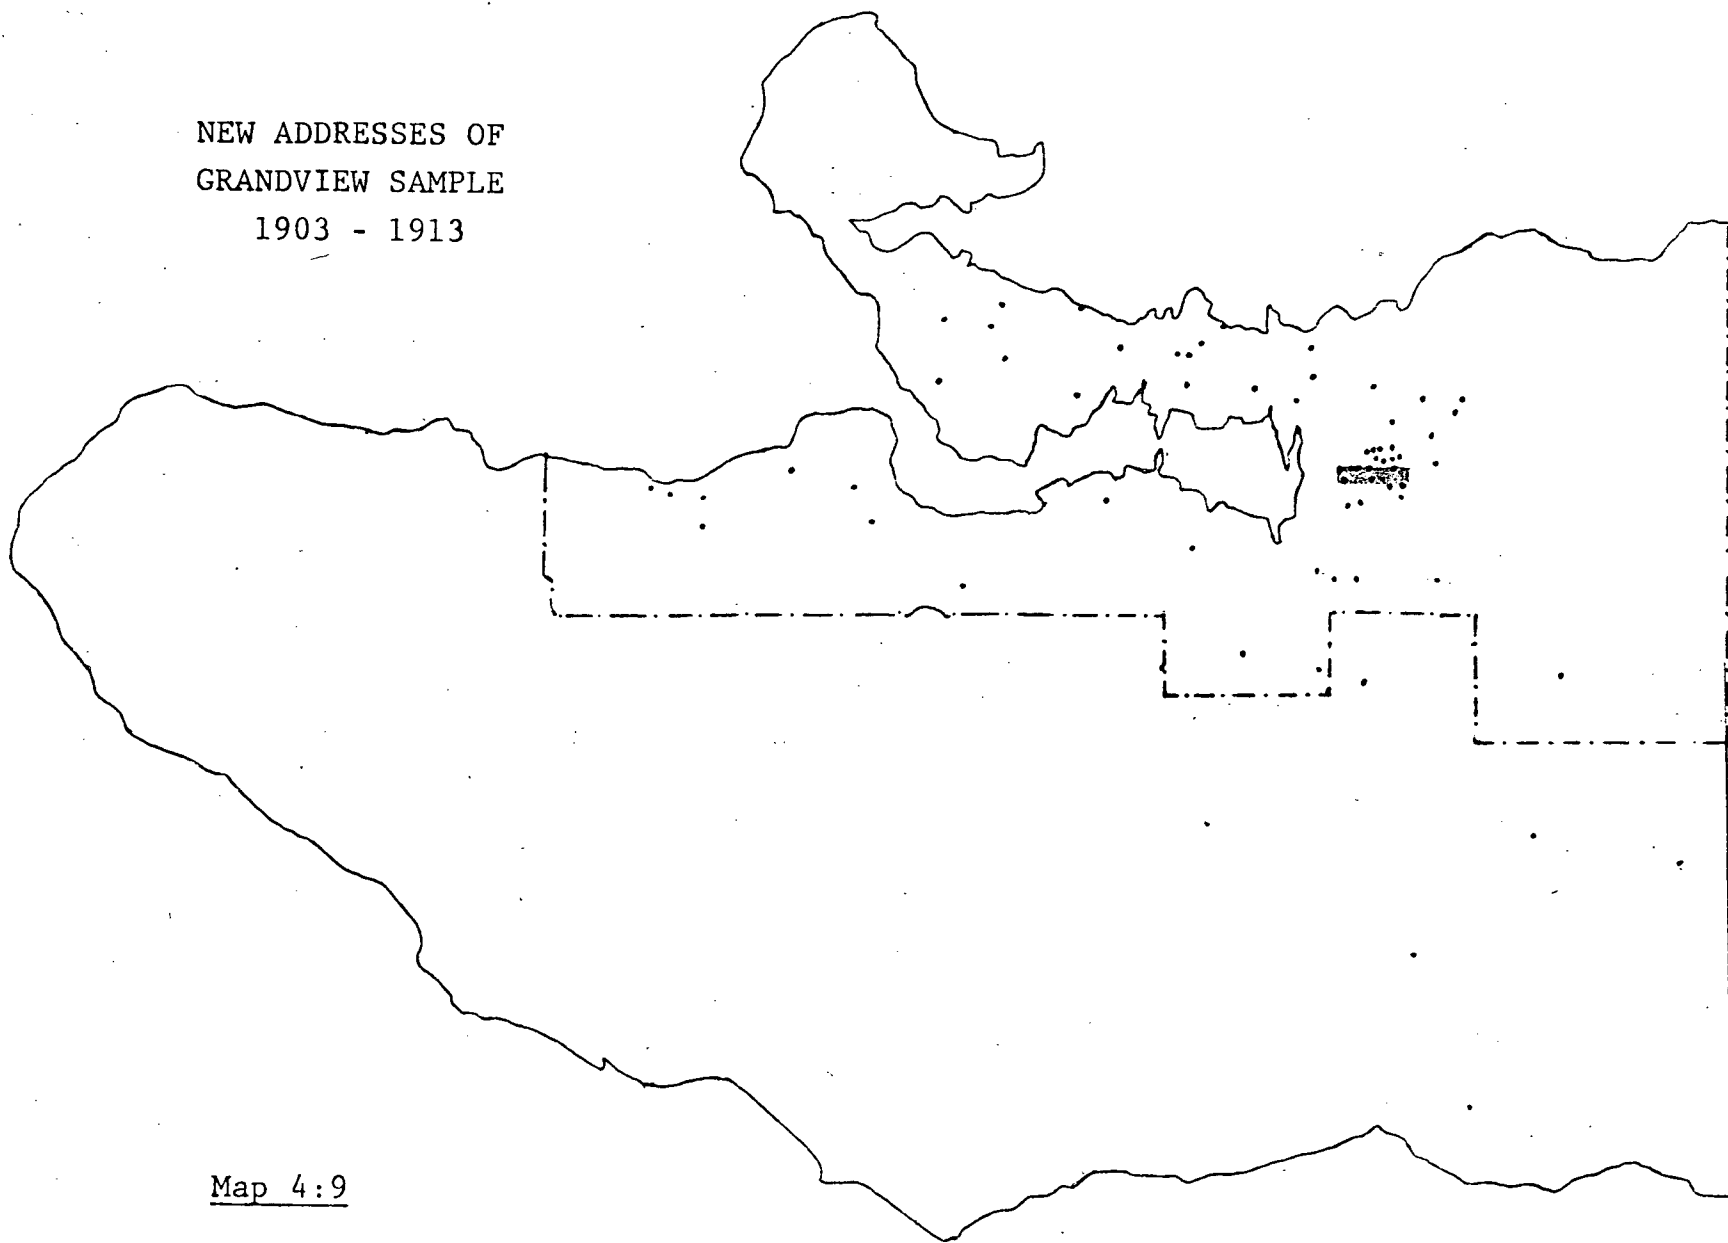 NEW ADDRESSES OF
GRANDVIEW SAMPLE
1903 - 1913
Map 4:9